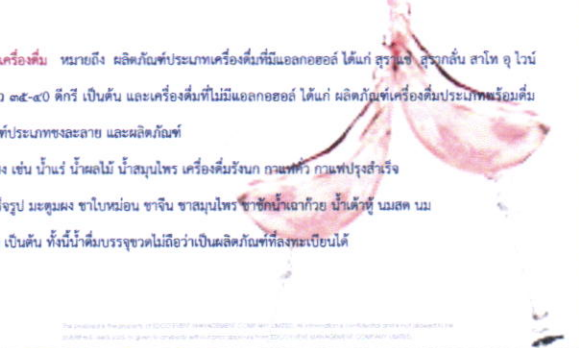 เครื่องดื่ม หมายถึง ผลิตภัณฑ์ประเภทเครื่องดื่มที่มีแอลกอฮอล์ ได้แก่ สุราแช่ สุรากลั่น สาโท อุ ไวน์
๓๕-๔๐ ดีกรี เป็นต้น และเครื่องดื่มที่ไม่มีแอลกอฮอล์ ได้แก่ ผลิตภัณฑ์เครื่องดื่มประเภทพร้อมดื่ม
ฑ์ประเภทชงละลาย และผลิตภัณฑ์
ง เช่น น้ำแร่ น้ำผลไม้ น้ำสมุนไพร เครื่องดื่มรังนก กาแฟคั่ว กาแฟปรุงสำเร็จ
จรูป มะตูมผง ชาใบหม่อน ชาจีน ชาสมุนไพร ชาชักน้ำเฉาก๊วย น้ำเต้าหู้ นมสด นม
เป็นต้น ทั้งนี้น้ำดื่มบรรจุขวดไม่ถือว่าเป็นผลิตภัณฑ์ที่ลงทะเบียนได้